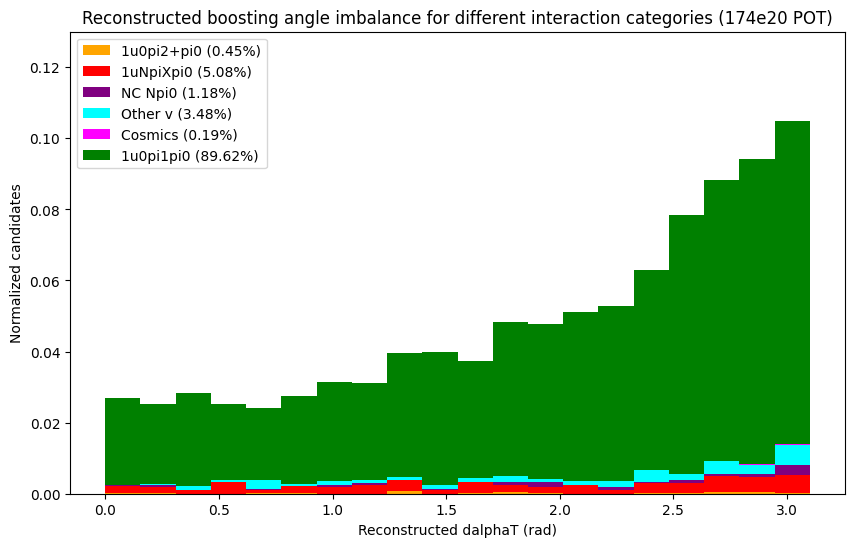 Reconstructed boosting angle imbalance for different interaction categories (174e20 POT)
1u0pi2+pi0 (0.45%)
1uNpiXpi0 (5.08%)
NC Npi0 (1.18%)
Other v (3.48%)
Cosmics (0.19%)
1u0pi1pi0 (89.62%)
Normalized candidates
0.12
0.10
0.08
0.06
0.04
0.02
0.00
0.0 0.5 1.0 1.5 2.0 2.5 3.0
Reconstructed dalphaT (rad)